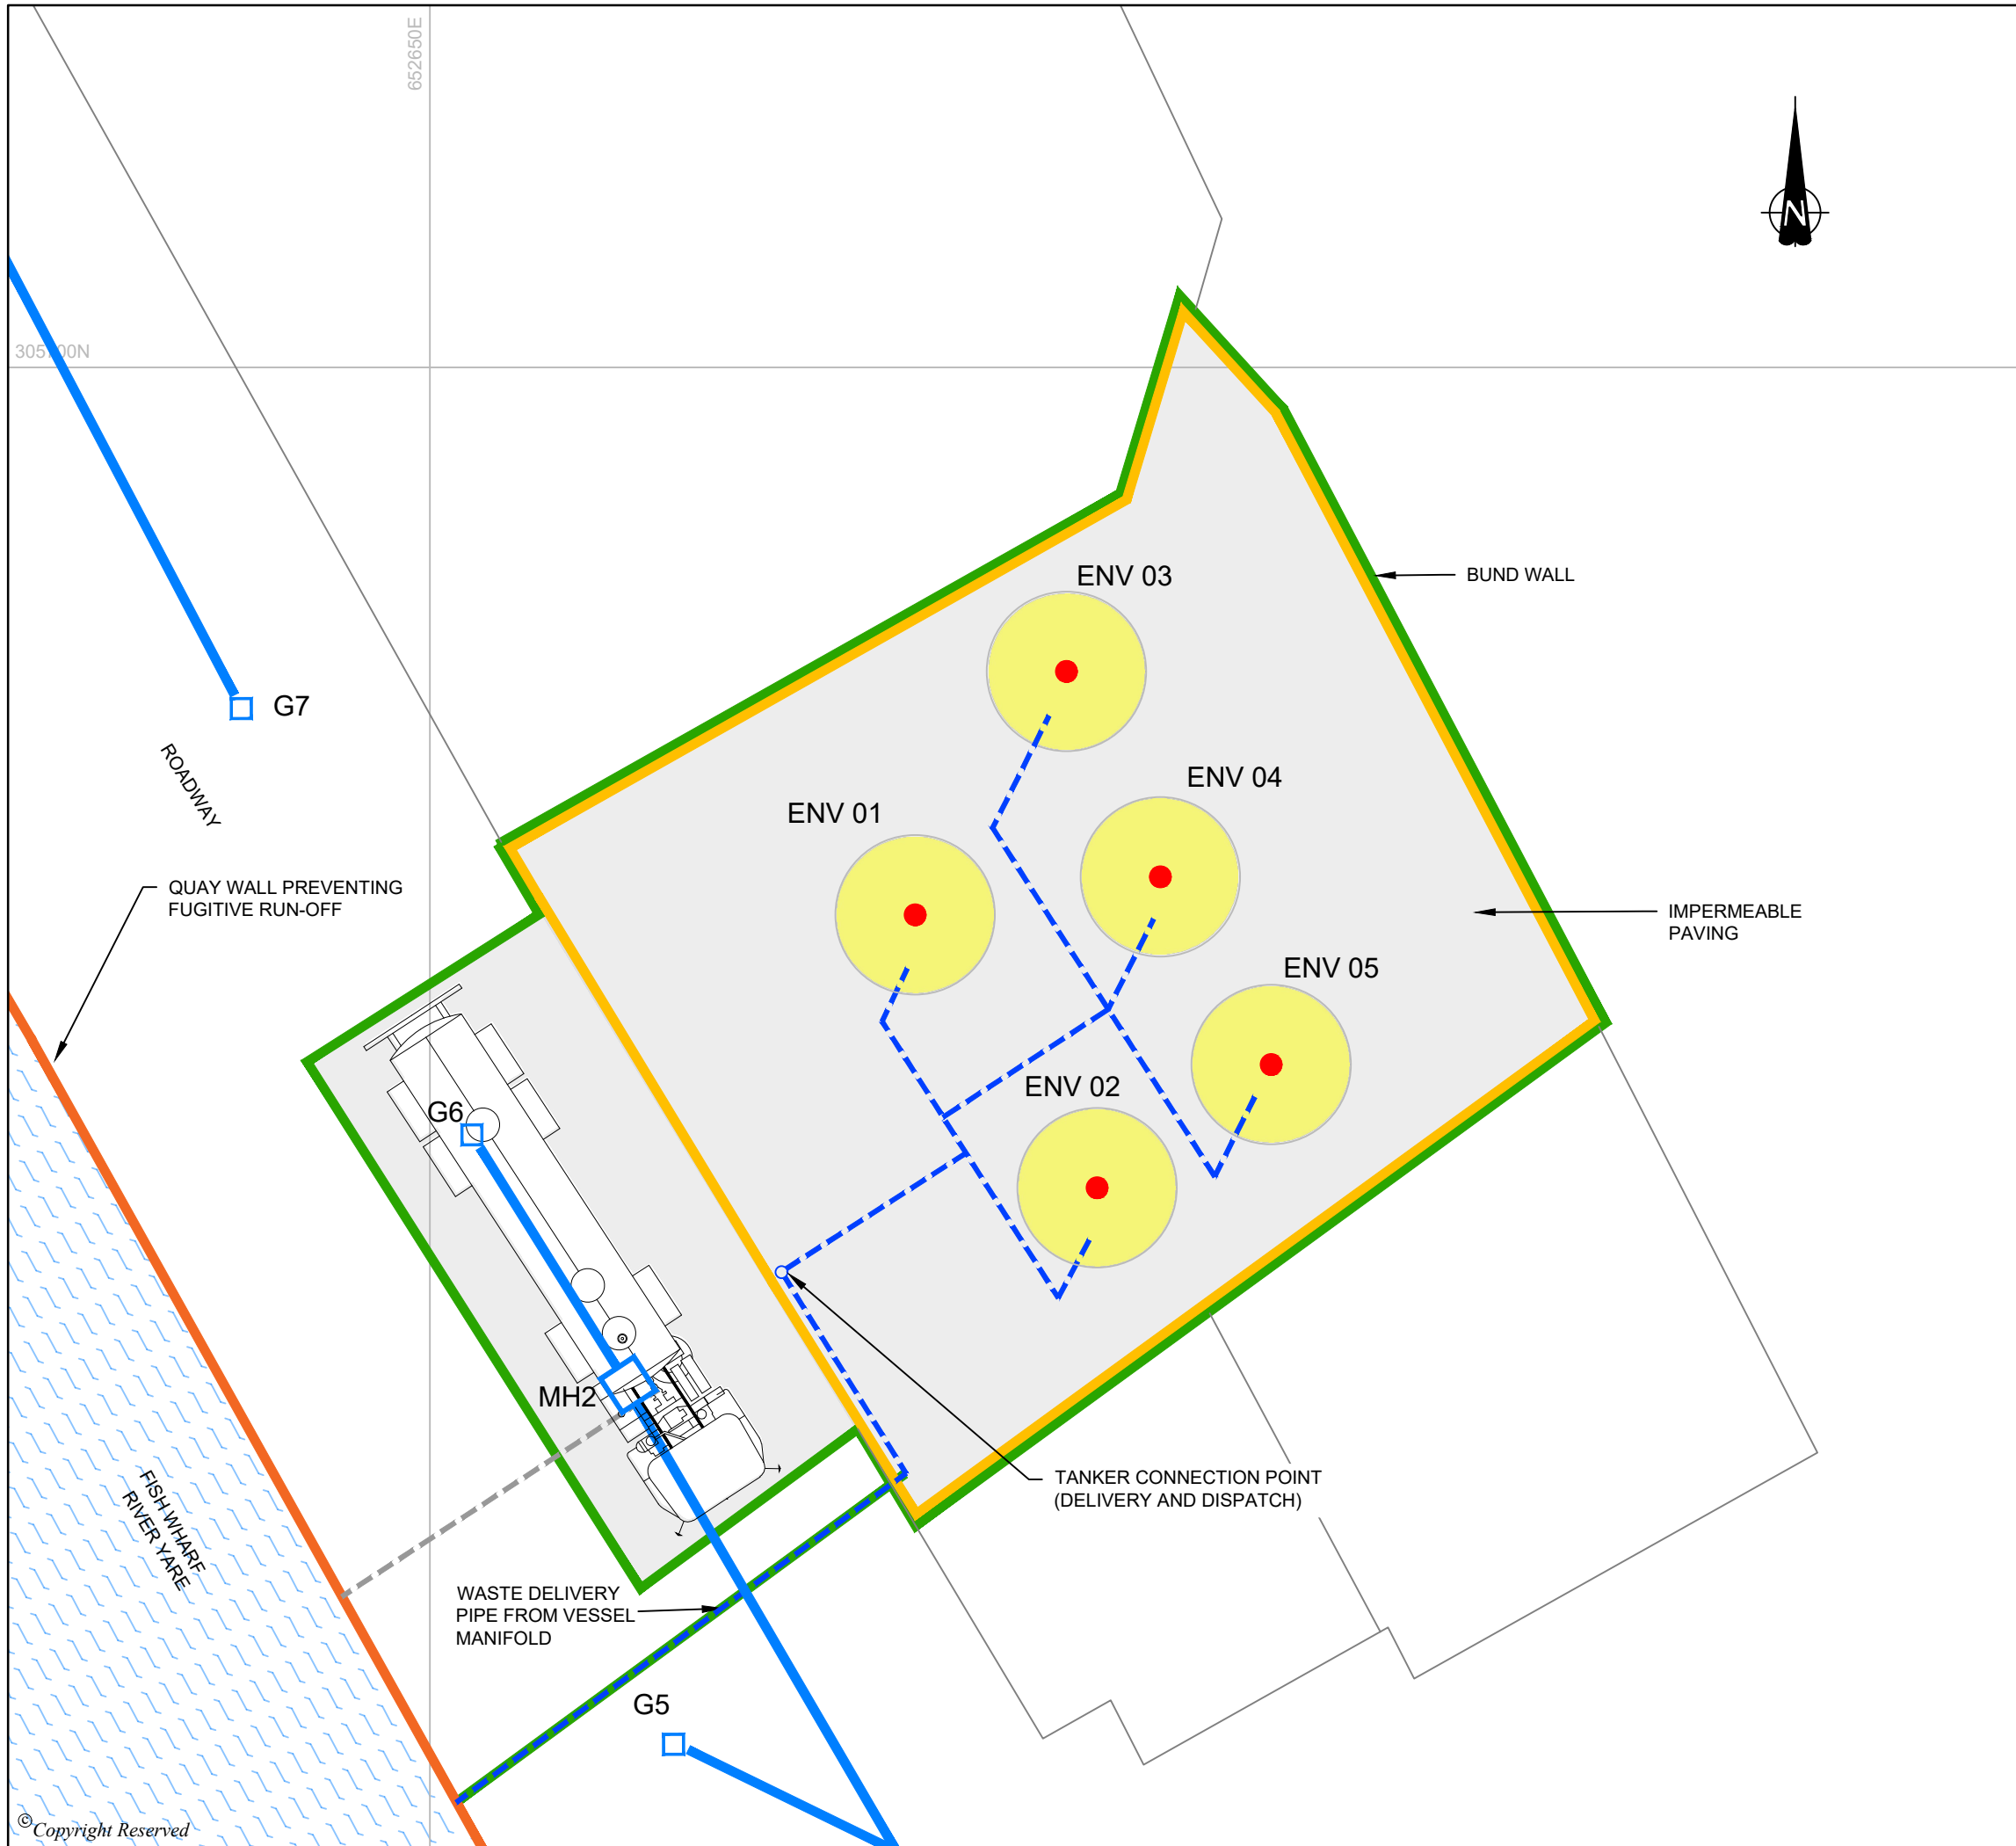 652650E
N
305700N
BUND WALL
ENV 03
G7
ENV 04
ROADWAY
ENV 01
QUAY WALL PREVENTING
FUGITIVE RUN-OFF
IMPERMEABLE
PAVING
ENV 05
ENV 02
G6
MH2
TANKER CONNECTION POINT
(DELIVERY AND DISPATCH)
FISH WHARF
RIVER YARE
WASTE DELIVERY
PIPE FROM VESSEL
MANIFOLD
G5
©Copyright Reserved